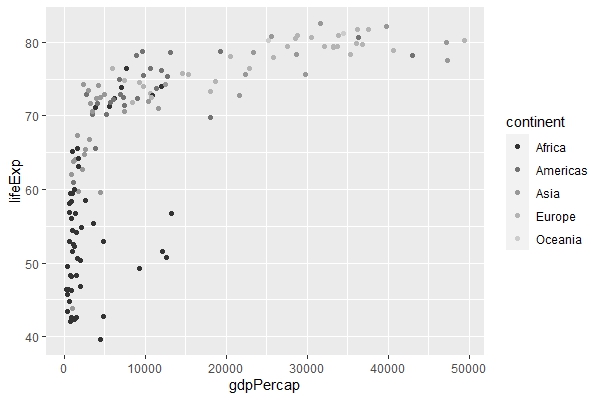 lifeExp
80
70
60
50
40
0
10000
20000
30000
40000
50000
gdpPercap
continent
Africa
Americas
Asia
Europe
Oceania